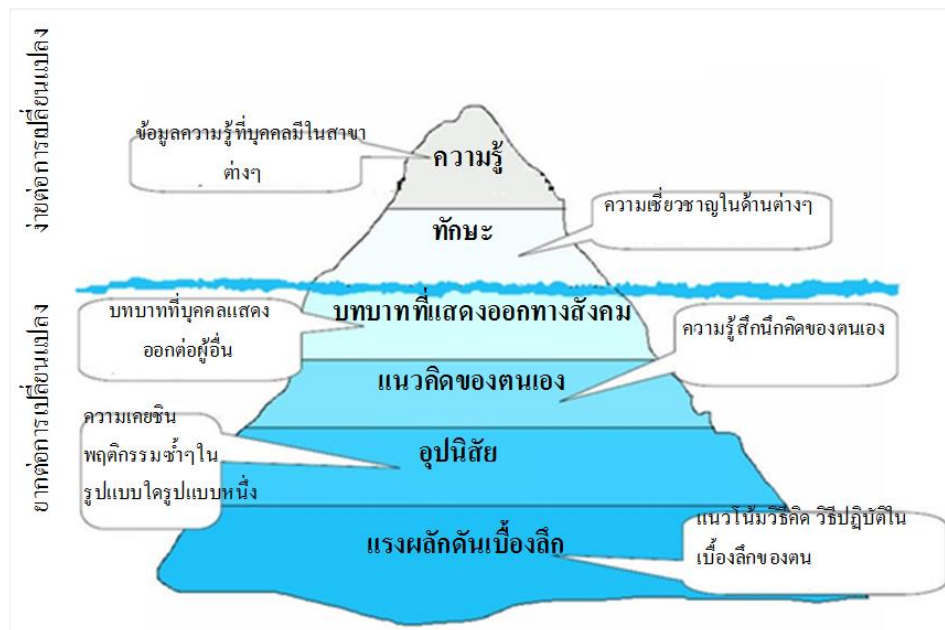 ง่ายต่อการเปลี่ยนแปลง
ข้อมูลความรู้ที่บุคคลมีในสาขา
ต่างๆ
ความรู้
ความเชี่ยวชาญในด้านต่างๆ
ทักษะ
ยากต่อการเปลี่ยนแปลง
บทบาทที่บุคคลแสดง
ออกต่อผู้อื่น
บทบาทที่แสดงออกทางสังคม
ความรู้สึกนึกคิดของตนเอง
แนวคิดของตนเอง
ความเคยชิน
พฤติกรรมซ้ำๆใน
รูปแบบใดรูปแบบหนึ่ง
อุปนิสัย
แรงผลักดันเบื้องลึก
แนวโน้มวิธีคิด วิธีปฏิบัติใน
เบื้องลึกของตน